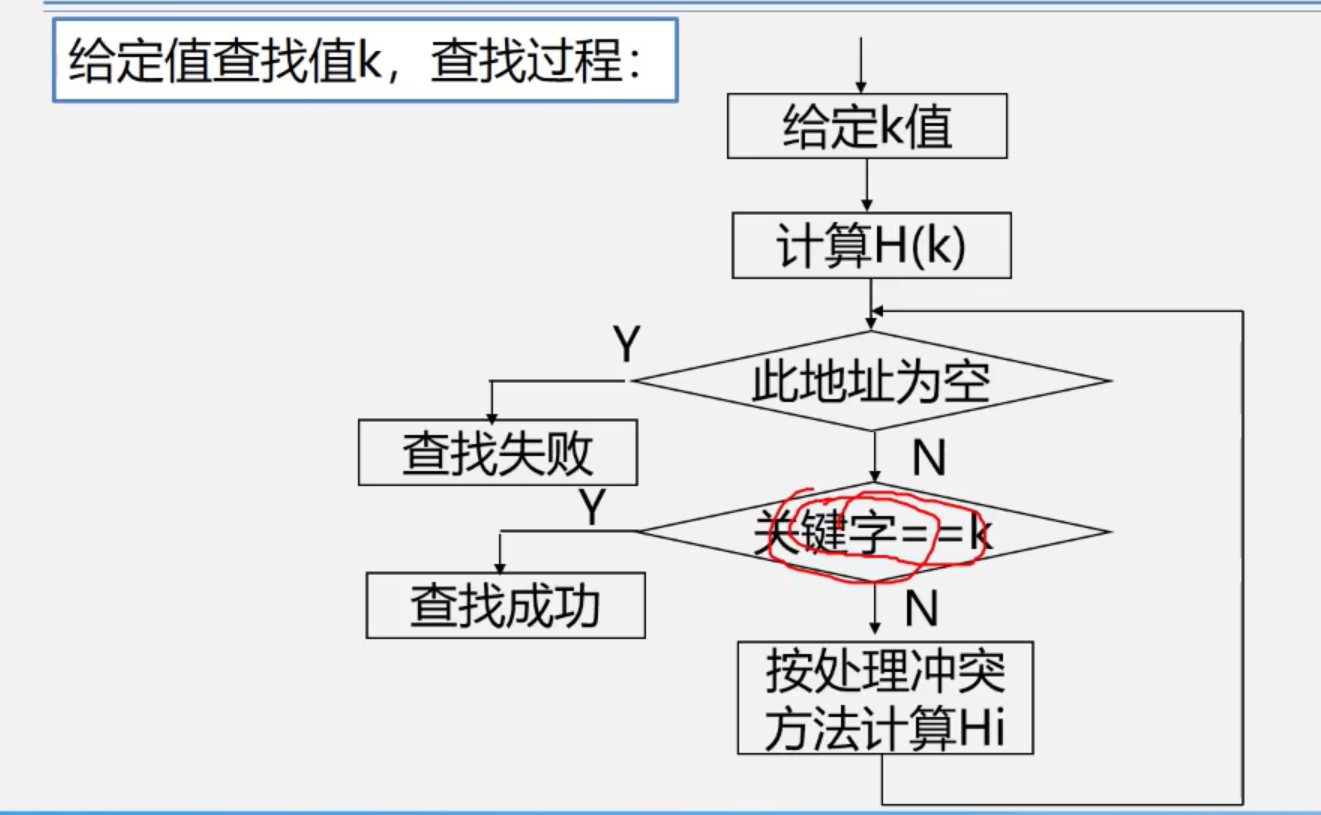 给定值查找值k，查找过程：
给定k值
计算H(k)
Y
此地址为空
查找失败
N
Y
关键字==k
查找成功
N
按处理冲突
方法计算Hi